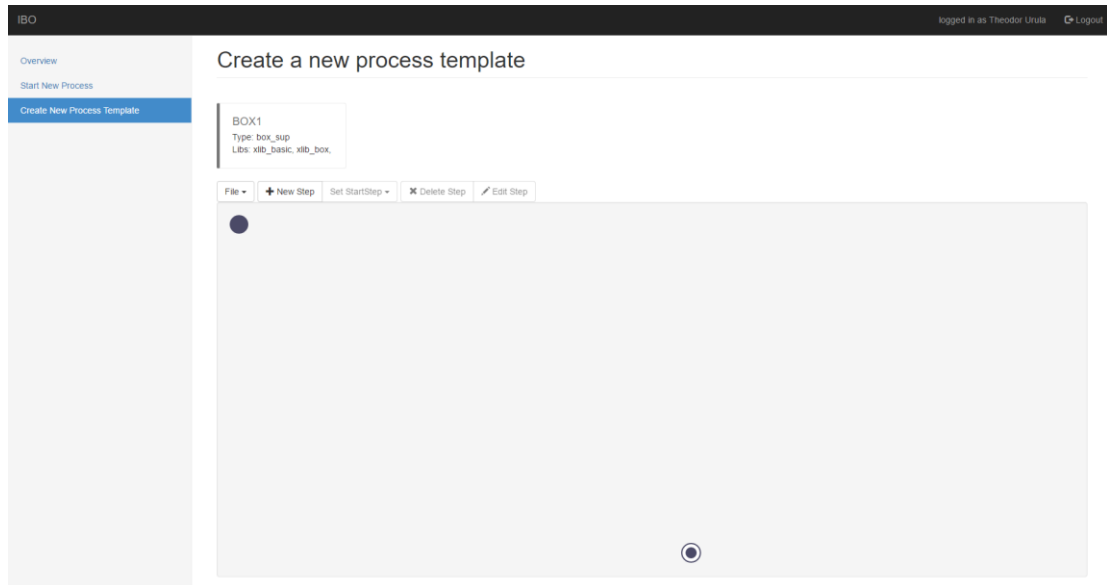 IBO
logged in as Theodor Urula Logout
Overview
Start New Process
Create New Process Template
Create a new process template
BOX1
Type: box_sup
Libs: xlib_basic, xlib_box,
File New Step Set StartStep Delete Step Edit Step